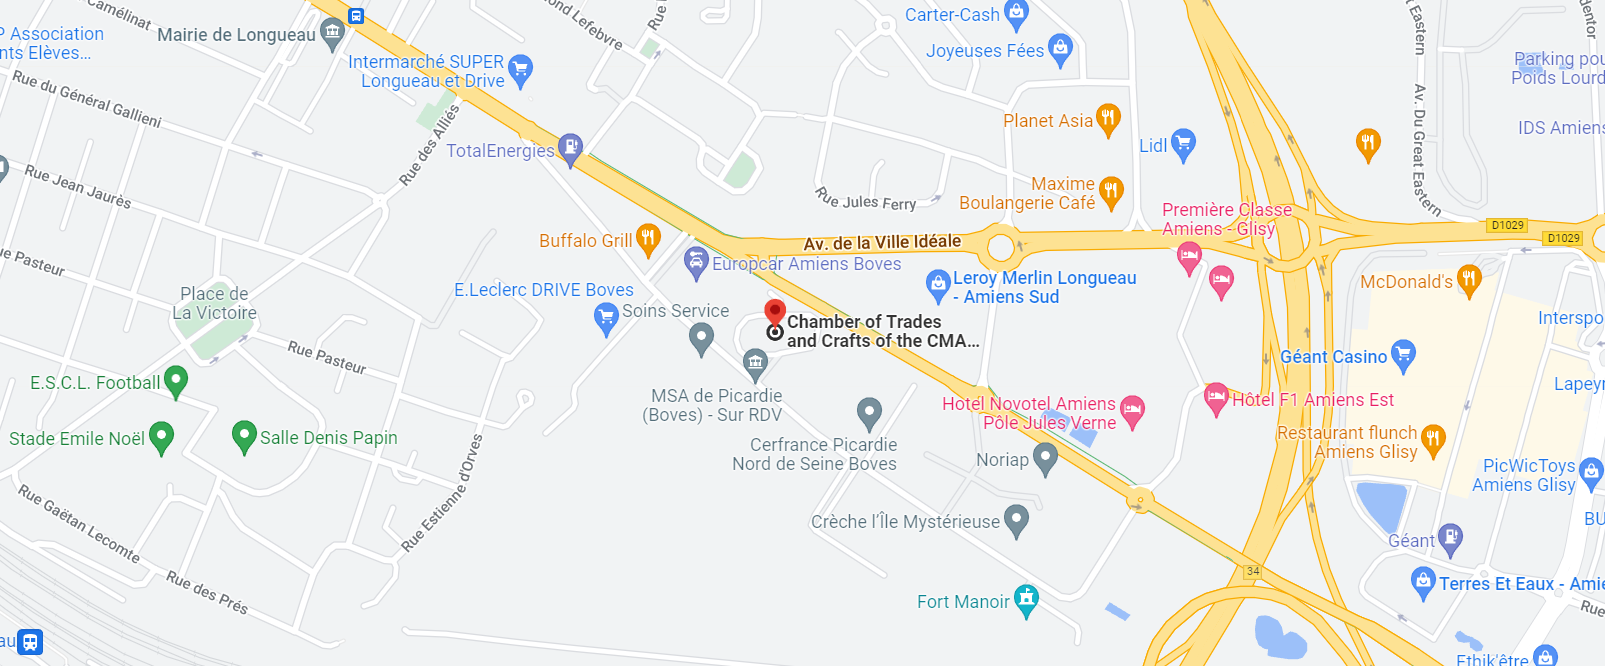 Camélinat
Mairie de Longueau
P Association
nts Elèves...
Intermarché SUPER
Longueau et Drive
Rue du Général Gallieni
Rue des Alliés
TotalEnergies
Rue Jean Jaurès
ond Lefebvre
Carter-Cash
Joyeuses Fées
Planet Asia
Lidl
Maxime
Boulangerie Café
Rue Jules Ferry
Première Classe
Amiens - Glisy
Av. de la Ville Idéale
Eastern
Av. Du Great Eastern
dentor
Parking pou
Poids Lourd
IDS Amiens
D1029
D1029
Buffalo Grill
Europcar Amiens Boves
ue Pasteur
Place de
La Victoire
E.Leclerc DRIVE Boves
Soins Service
Leroy Merlin Longueau
- Amiens Sud
McDonald's
Interspo
Chamber of Trades
and Crafts of the CMA...
Rue Pasteur
Géant Casino
E.S.C.L. Football
MSA de Picardie
(Boves) - Sur RDV
Hotel Novotel Amiens
Pôle Jules Verne
Hôtel F1 Amiens Est
Lapeyr
Stade Emile Noël
Salle Denis Papin
Cerfrance Picardie
Nord de Seine Boves
Noriap
Restaurant flunch
Amiens Glisy
PicWicToys
Amiens Glisy
Rue Estienne d'Orves
Rue Gaëtan Lecomte
Crèche l'Île Mystérieuse
BU
Géant
34
Rue des Prés
Fort Manoir
Terres Et Eaux - Amie
Rue
au
Ethik'être